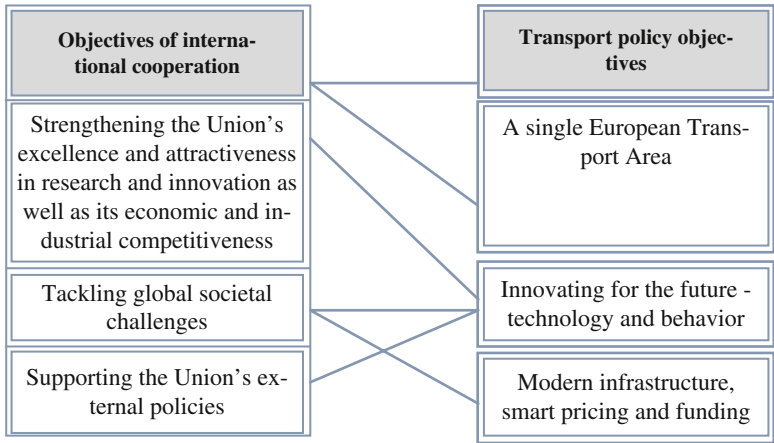 Objectives of interna-
tional cooperation
Strengthening the Union's
excellence and attractiveness
in research and innovation as
well as its economic and in-
dustrial competitiveness
Tackling global societal
challenges
Supporting the Union's ex-
ternal policies
Transport policy objec-
tives
A single European Trans-
port Area
Innovating for the future -
technology and behavior
Modern infrastructure,
smart pricing and funding